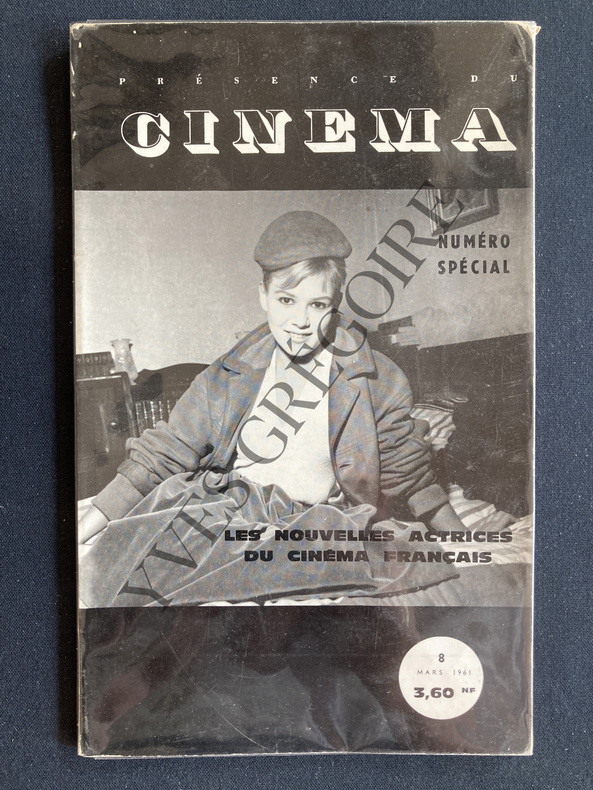 PRÉSENCE DU
CINEMA
NUMÉRO
SPÉCIAL
YVES GRÉGOIRE
LES NOUVELLES ACTRICES
DU CINÉMA FRANÇAIS
8
MARS 1961
3,60 NF